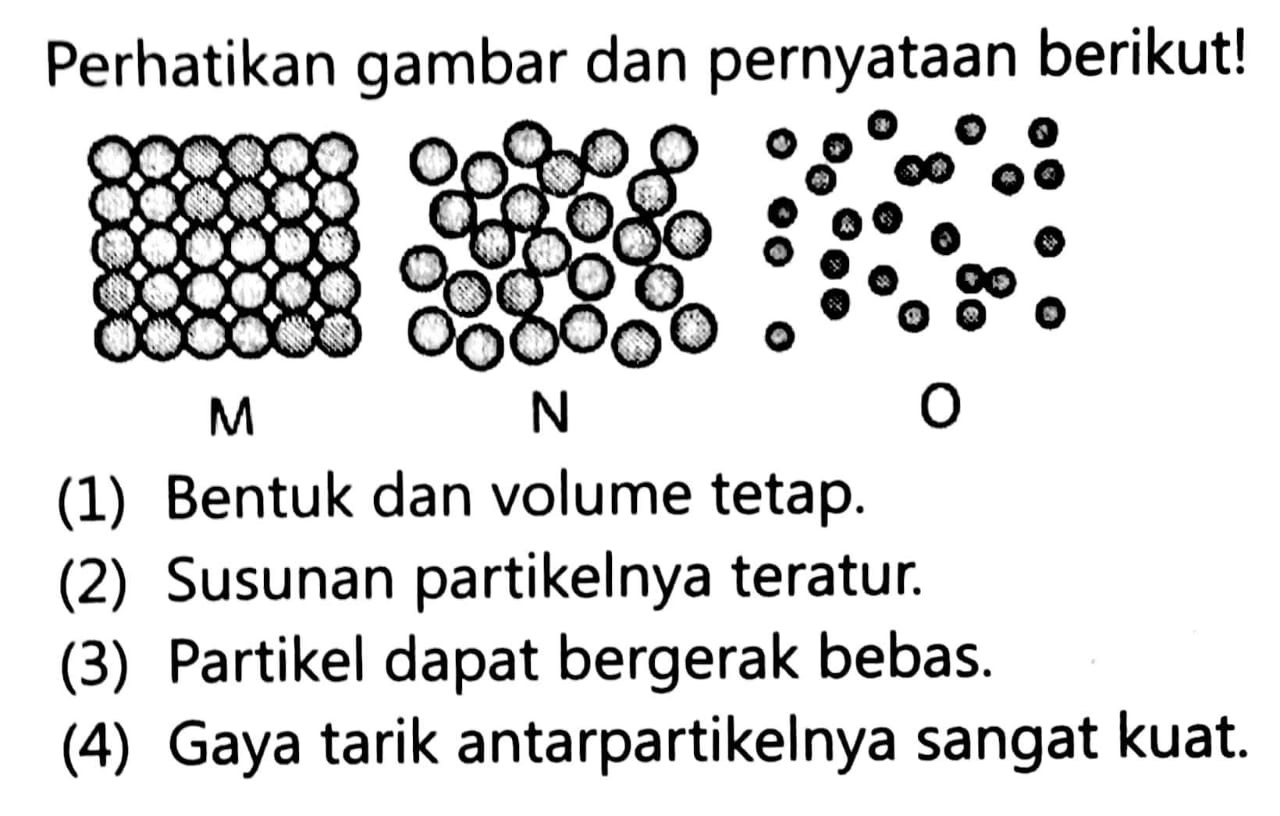 Perhatikan gambar dan pernyataan berikut!
M N O
(1) Bentuk dan volume tetap.
(2) Susunan partikelnya teratur.
(3) Partikel dapat bergerak bebas.
(4) Gaya tarik antarpartikelnya sangat kuat.